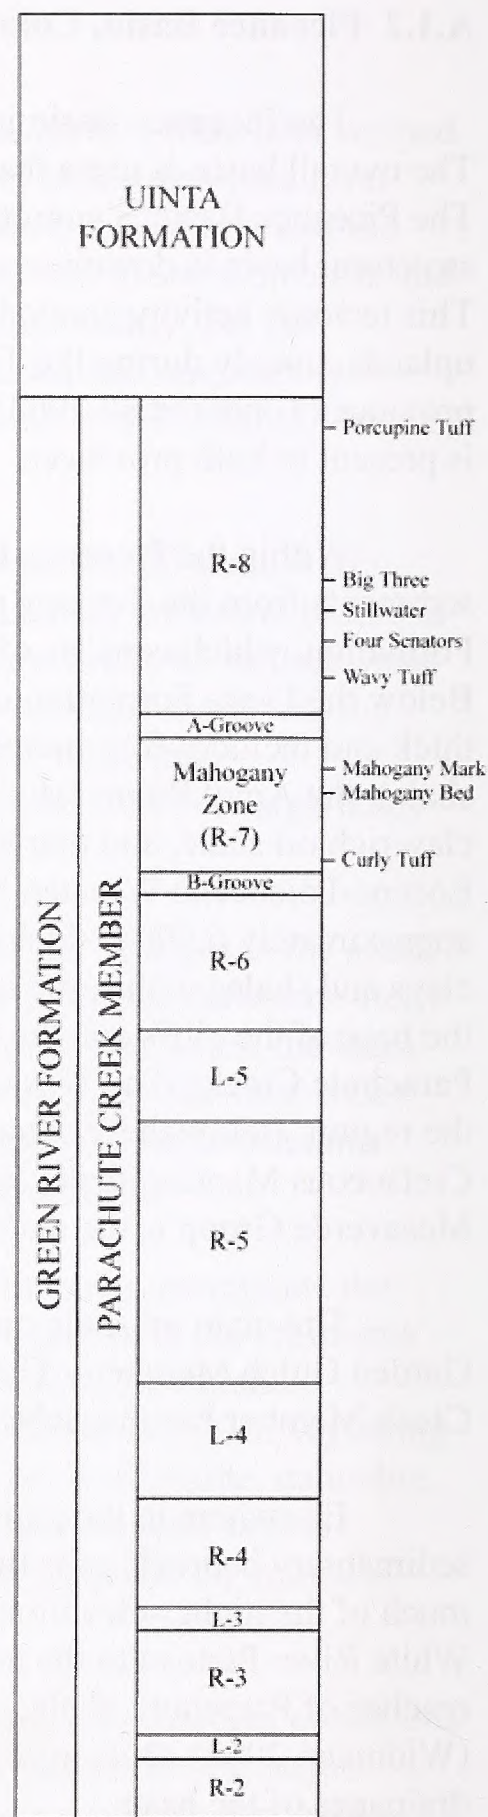 UINTA
FORMATION
Porcupine Tuff
R-8
Big Three
Stillwater
Four Senators
Wavy Tuff
A-Groove
Mahogany
Zone
(R-7)
Mahogany Mark
Mahogany Bed
Curly Tuff
B-Groove
R-6
L-5
R-5
L-4
R-4
L-3
R-3
L-2
R-2
GREEN RIVER FORMATION
PARACHUTE CREEK MEMBER